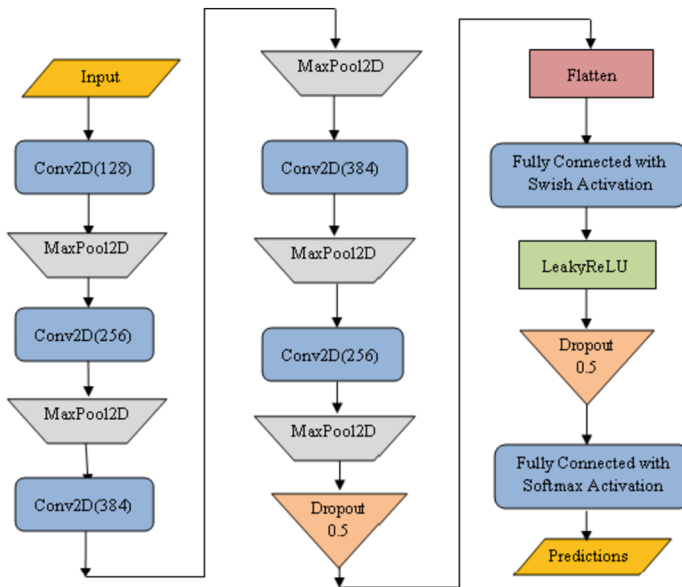 Input
Conv2D(128)
MaxPool2D
Conv2D(256)
MaxPool2D
Conv2D(384)
MaxPool2D
Conv2D(384)
MaxPool2D
Conv2D(256)
MaxPool2D
Dropout
0.5
Flatten
Fully Connected with
Swish Activation
LeakyReLU
Dropout
0.5
Fully Connected with
Softmax Activation
Predictions